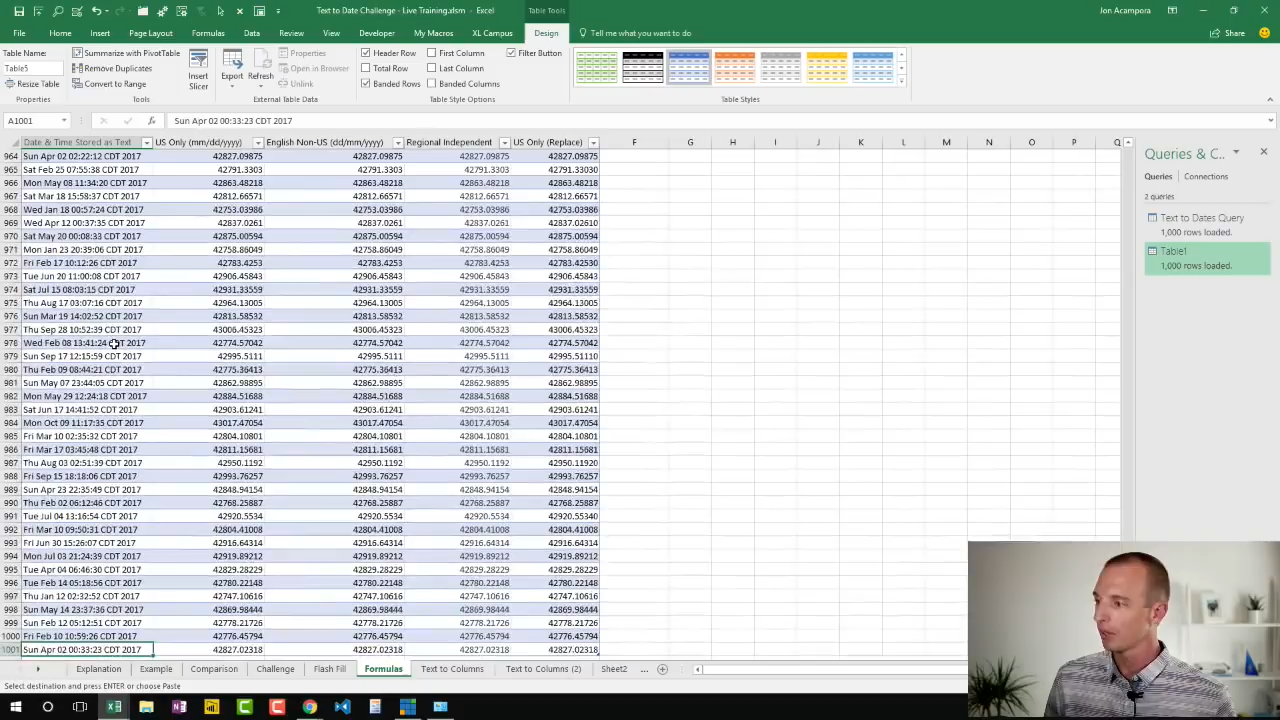 Text to Date Challenge - Live Training.xlsm - Excel
Table Tools
Jon Acampora
File
Home
Insert
Page Layout
Formulas
Data
Review
View
Developer
Add-Ins
My Macros
XL Campus
Design
Tell me what you want to do
Share
Table Name:
Summarize with PivotTable
Properties
Header Row
First Column
Filter Button
Insert
Export
Refresh
Total Row
Last Column
Slicer
Banded Rows
Properties
Tools
External Table Data
Table Style Options
Table Styles
A1001
fx
Sun Apr 02 00:33:23 CDT 2017
Date & Time Stored as Text US Only (mm/dd/yyyy) English Non-US (dd/mm/yyyy) Regional Independent US Only (Replace) F G H I J K L M N O P Q
964 Sun Apr 02 02:22:12 CDT 2017 42827.09875 42827.09875 42827.09875 42827.09875
965 Sat Feb 25 07:55:38 CDT 2017 42791.3303 42791.3303 42791.3303 42791.33030
966 Mon May 08 11:34:20 CDT 2017 42863.48218 42863.48218 42863.48218 42863.48218
967 Sat Mar 18 15:58:37 CDT 2017 42812.66571 42812.66571 42812.66571 42812.66571
968 Wed Jan 18 00:57:24 CDT 2017 42753.03986 42753.03986 42753.03986 42753.03986
969 Wed Apr 12 00:37:35 CDT 2017 42837.0261 42837.0261 42837.0261 42837.02610
970 Sat May 20 00:08:33 CDT 2017 42875.00594 42875.00594 42875.00594 42875.00594
971 Mon Jan 23 20:39:06 CDT 2017 42758.86049 42758.86049 42758.86049 42758.86049
972 Fri Feb 17 10:12:26 CDT 2017 42783.4253 42783.4253 42783.4253 42783.42530
973 Tue Jun 20 11:00:08 CDT 2017 42906.45843 42906.45843 42906.45843 42906.45843
974 Sat Jul 15 08:03:15 CDT 2017 42931.33559 42931.33559 42931.33559 42931.33559
975 Thu Aug 17 03:07:16 CDT 2017 42964.13005 42964.13005 42964.13005 42964.13005
976 Sun Mar 19 14:02:52 CDT 2017 42813.58532 42813.58532 42813.58532 42813.58532
977 Thu Sep 28 10:52:39 CDT 2017 43006.45323 43006.45323 43006.45323 43006.45323
978 Wed Feb 08 13:41:24 CDT 2017 42774.57042 42774.57042 42774.57042 42774.57042
979 Sun Sep 17 12:15:59 CDT 2017 42995.5111 42995.5111 42995.5111 42995.51110
980 Thu Feb 09 08:44:21 CDT 2017 42775.36413 42775.36413 42775.36413 42775.36413
981 Sun May 07 23:44:05 CDT 2017 42862.98895 42862.98895 42862.98895 42862.98895
982 Mon May 29 12:24:18 CDT 2017 42884.51688 42884.51688 42884.51688 42884.51688
983 Sat Jun 17 14:41:52 CDT 2017 42903.61241 42903.61241 42903.61241 42903.61241
984 Mon Oct 09 11:17:35 CDT 2017 43017.47054 43017.47054 43017.47054 43017.47054
985 Fri Mar 10 02:35:32 CDT 2017 42804.10801 42804.10801 42804.10801 42804.10801
986 Fri Mar 17 03:45:48 CDT 2017 42811.15681 42811.15681 42811.15681 42811.15681
987 Thu Aug 03 02:51:39 CDT 2017 42950.1192 42950.1192 42950.1192 42950.11920
988 Fri Sep 15 18:18:06 CDT 2017 42993.76257 42993.76257 42993.76257 42993.76257
989 Sun Apr 23 22:35:49 CDT 2017 42848.94154 42848.94154 42848.94154 42848.94154
990 Thu Feb 02 06:12:46 CDT 2017 42768.25887 42768.25887 42768.25887 42768.25887
991 Tue Jul 04 13:16:54 CDT 2017 42920.5534 42920.5534 42920.5534 42920.55340
992 Fri Mar 10 09:50:31 CDT 2017 42804.41008 42804.41008 42804.41008 42804.41008
993 Fri Jun 30 15:26:07 CDT 2017 42916.64314 42916.64314 42916.64314 42916.64314
994 Mon Jul 03 21:24:39 CDT 2017 42919.89212 42919.89212 42919.89212 42919.89212
995 Tue Apr 04 06:46:30 CDT 2017 42829.28229 42829.28229 42829.28229 42829.28229
996 Tue Feb 14 05:18:56 CDT 2017 42780.22148 42780.22148 42780.22148 42780.22148
997 Thu Jan 12 02:32:52 CDT 2017 42747.10616 42747.10616 42747.10616 42747.10616
998 Sun May 14 23:37:36 CDT 2017 42869.98444 42869.98444 42869.98444 42869.98444
999 Sun Feb 12 05:12:51 CDT 2017 42778.21726 42778.21726 42778.21726 42778.21726
1000 Fri Feb 10 10:59:26 CDT 2017 42776.45794 42776.45794 42776.45794 42776.45794
1001 Sun Apr 02 00:33:23 CDT 2017 42827.02318 42827.02318 42827.02318 42827.02318
Queries & C...
Queries Connections
2 queries
Text to Dates Query
1,000 rows loaded.
Table1
1,000 rows loaded.
Explanation Example Comparison Challenge Flash Fill Formulas Text to Columns Text to Columns (2) Sheet2 ...
Select destination and press ENTER or choose Paste